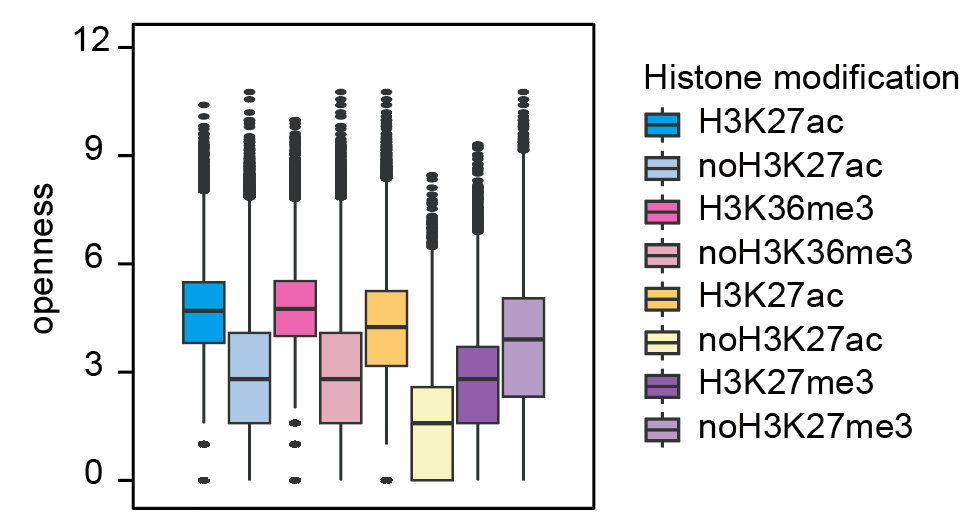 12
9
6
3
0
openness
Histone modification
H3K27ac
noH3K27ac
H3K36me3
noH3K36me3
H3K27ac
noH3K27ac
H3K27me3
noH3K27me3